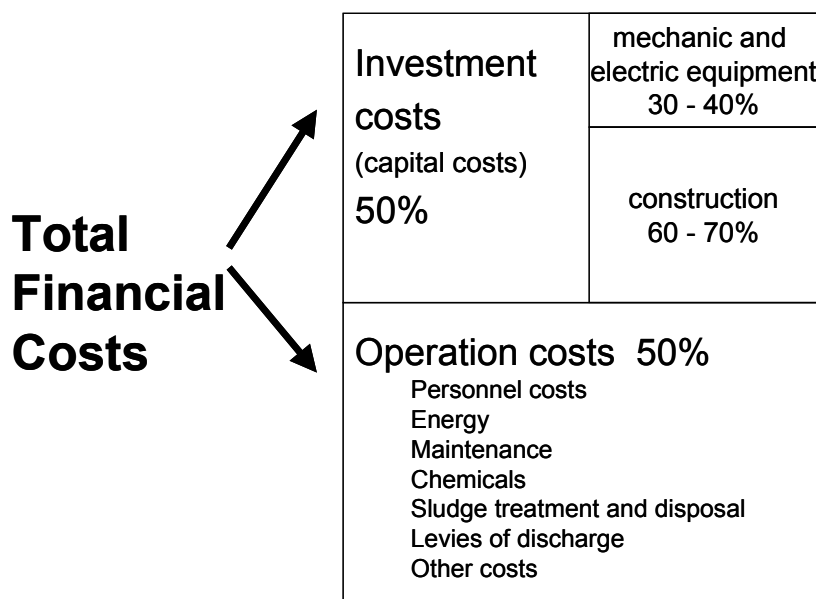 Total
Financial
Costs
Investment
costs
(capital costs)
50%
mechanic and
electric equipment
30 - 40%
construction
60 - 70%
Operation costs 50%
Personnel costs
Energy
Maintenance
Chemicals
Sludge treatment and disposal
Levies of discharge
Other costs